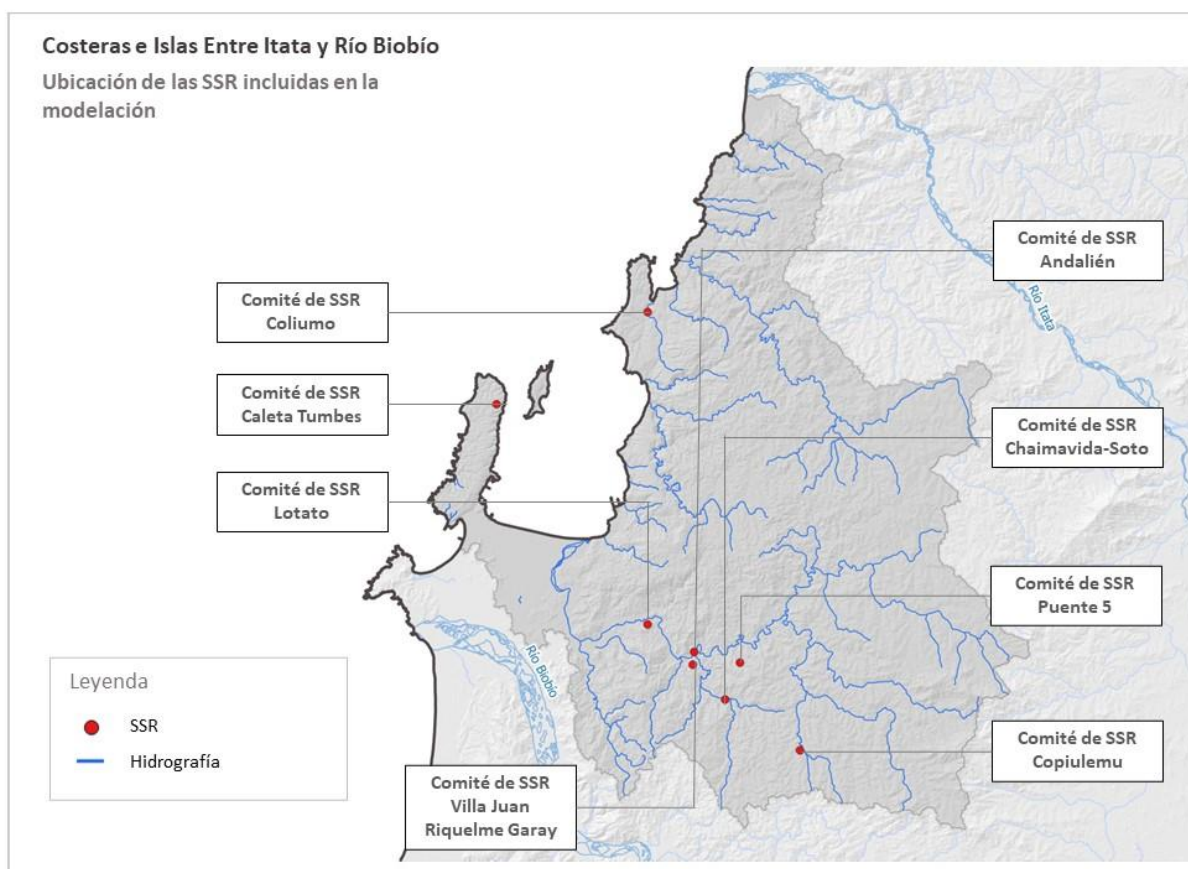 Costeras e Islas Entre Itata y Río Biobío
Ubicación de las SSR incluidas en la
modelación
Comité de SSR
Andalién
Comité de SSR
Coliumo
Río Itata
Comité de SSR
Caleta Tumbes
Comité de SSR
Chaimavida-Soto
Comité de SSR
Lotato
Comité de SSR
Puente 5
Río Biobío
Leyenda
SSR
Hidrografía
Comité de SSR
Copiulemu
Comité de SSR
Villa Juan
Riquelme Garay